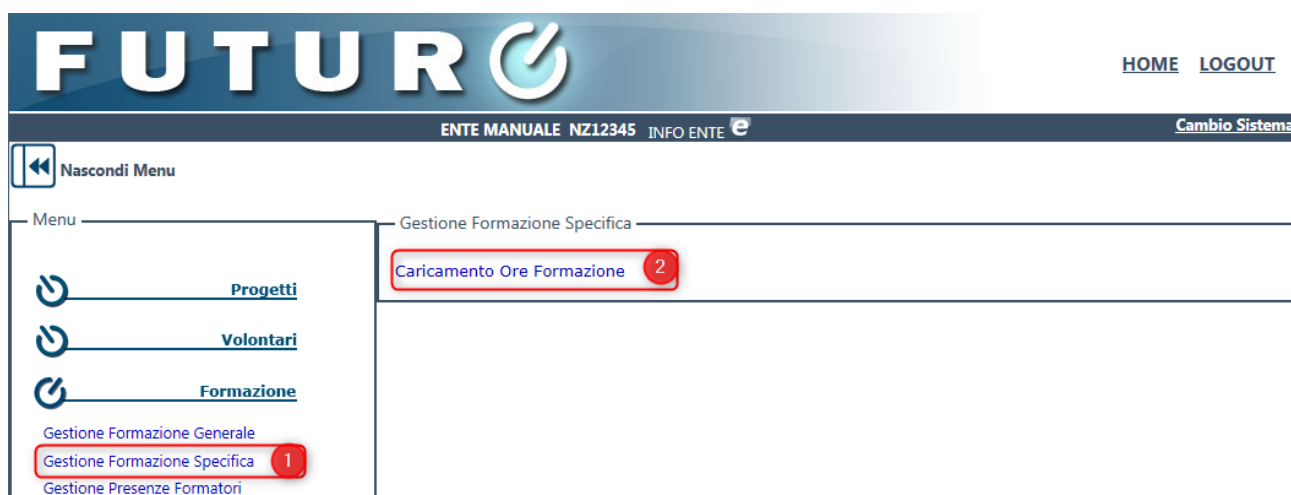 FUTURO
HOME LOGOUT
ENTE MANUALE NZ12345 INFO ENTE
Cambio Sistema
Nascondi Menu
Menu
Progetti
Volontari
Formazione
Gestione Formazione Generale
Gestione Formazione Specifica 1
Gestione Presenze Formatori
Gestione Formazione Specifica
Caricamento Ore Formazione 2